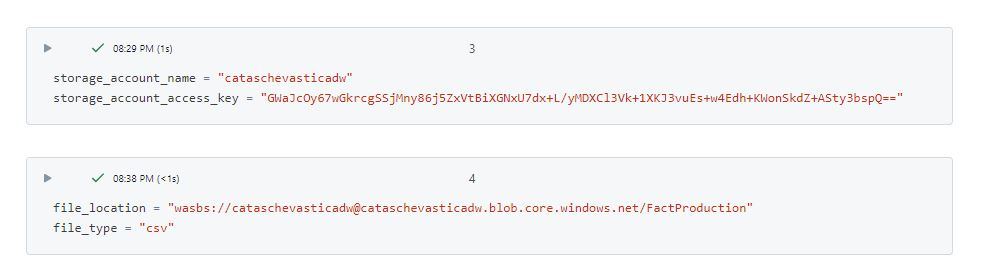 08:29 PM (1s)
3
storage_account_name = "cataschevasticadw"
storage_account_access_key = "GWaJcOy67wGkrcgSSjMny86j5ZxVtBiXGNxU7dx+L/yMDXCl3Vk+1XKJ3vuEs+w4Edh+KWonSkdZ+ASty3bspQ=="
08:38 PM (<1s)
4
file_location = "wasbs://cataschevasticadw@cataschevasticadw.blob.core.windows.net/FactProduction"
file_type = "csv"